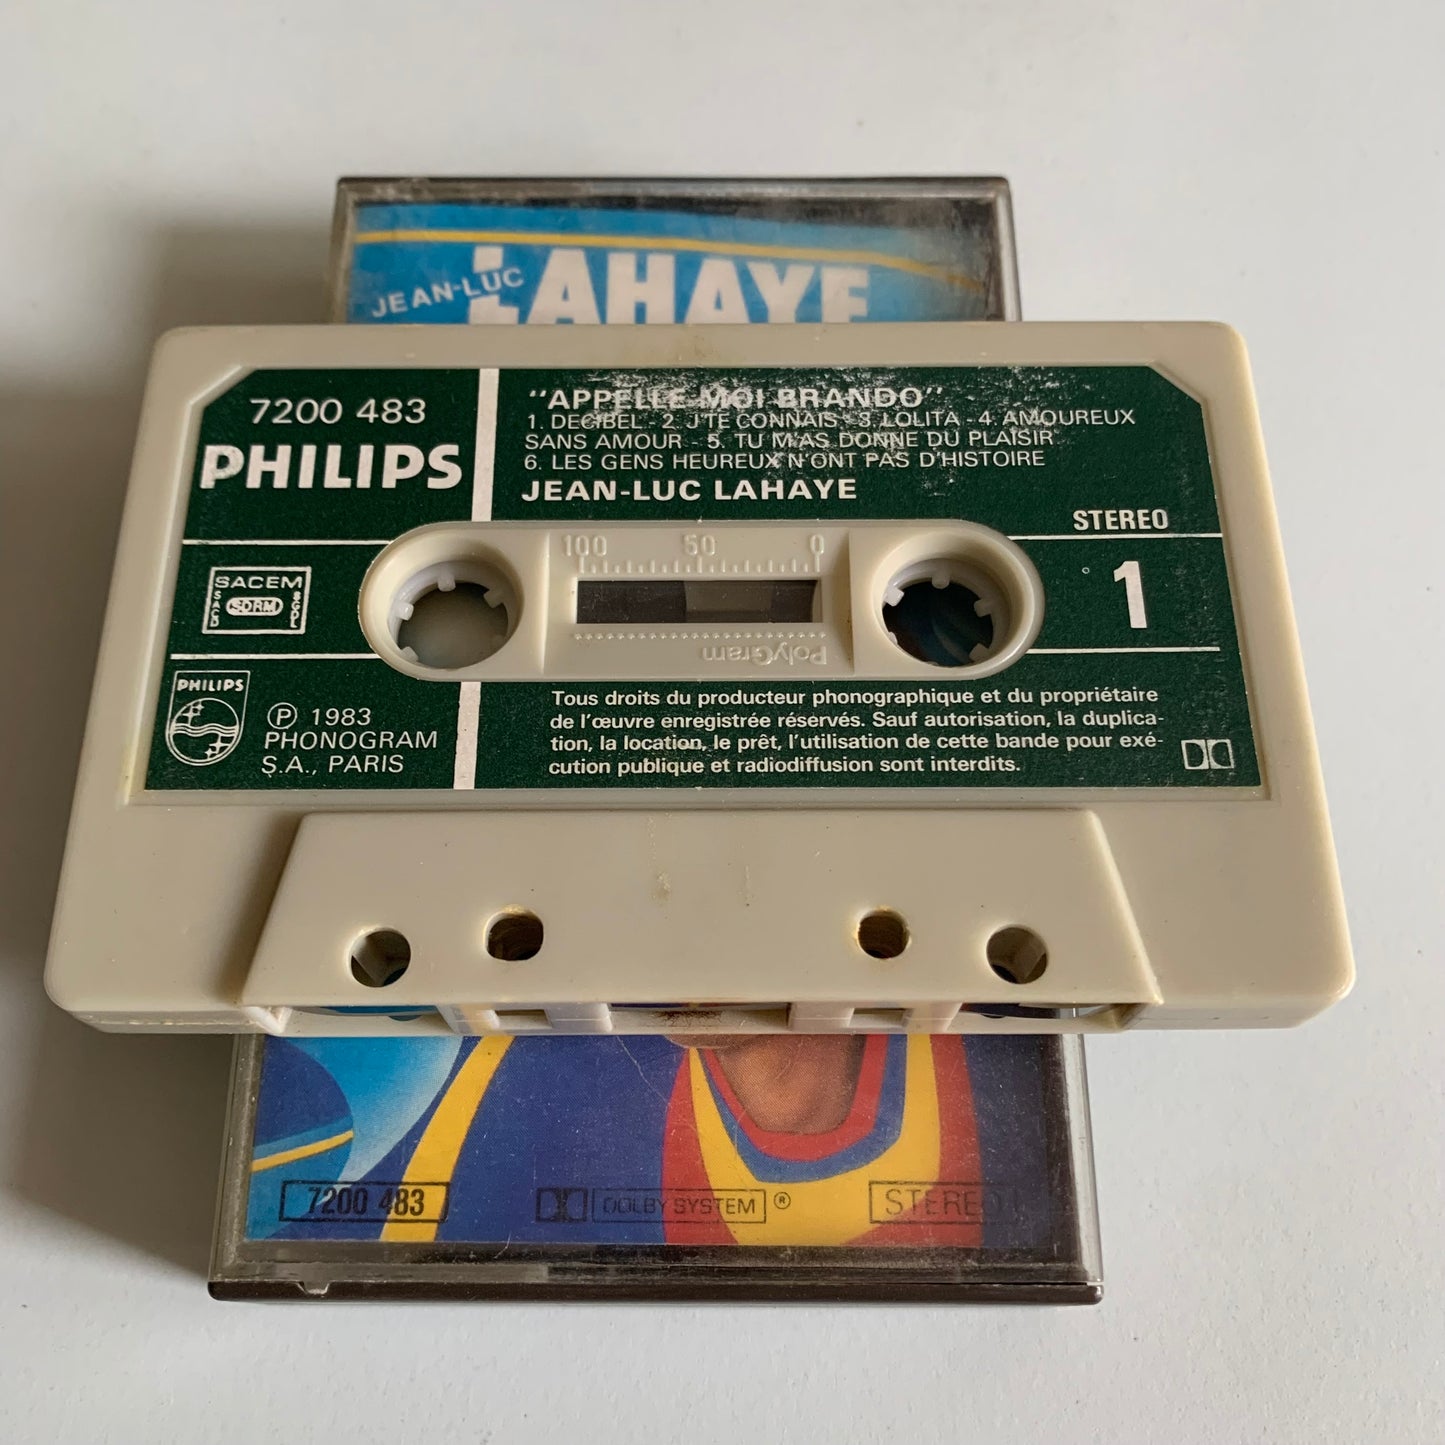 JEAN-LUC
LAHAYE
7200 483
PHILIPS
"APPELLE-MOI BRANDO"
1. DECIBEL - 2. J'TE CONNAIS - 3. LOLITA - 4. AMOUREUX
SANS AMOUR - 5. TU M'AS DONNE DU PLAISIR
6. LES GENS HEUREUX N'ONT PAS D'HISTOIRE
JEAN-LUC LAHAYE
STEREO
1
100 50 0
PolyGram
SACEM
SACD SDRM SGDL
PHILIPS
Ⓟ 1983
PHONOGRAM
S.A., PARIS
Tous droits du producteur phonographique et du propriétaire
de l'œuvre enregistrée réservés. Sauf autorisation, la duplica-
tion, la location, le prêt, l'utilisation de cette bande pour exé-
cution publique et radiodiffusion sont interdits.
7200 483
DOLBY SYSTEM ®
STEREO